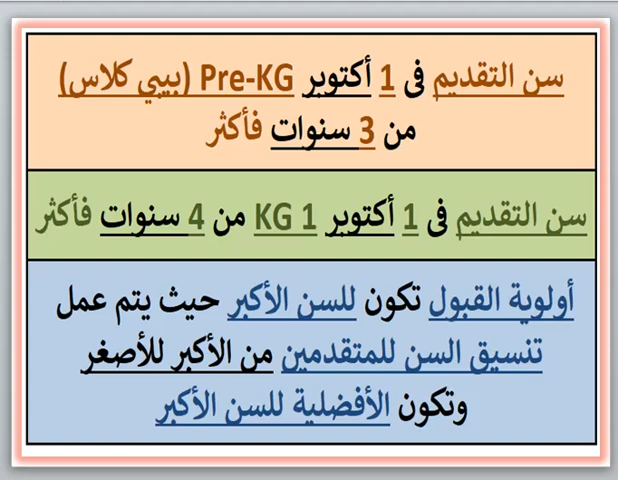 سن التقديم فى 1 أكتوبر Pre-KG (بيبي كلاس)
من 3 سنوات فأكثر
سن التقديم فى 1 أكتوبر KG 1 من 4 سنوات فأكثر
أولوية القبول تكون للسن الأكبر حيث يتم عمل
تنسيق السن للمتقدمين من الأكبر للأصغر
وتكون الأفضلية للسن الأكبر